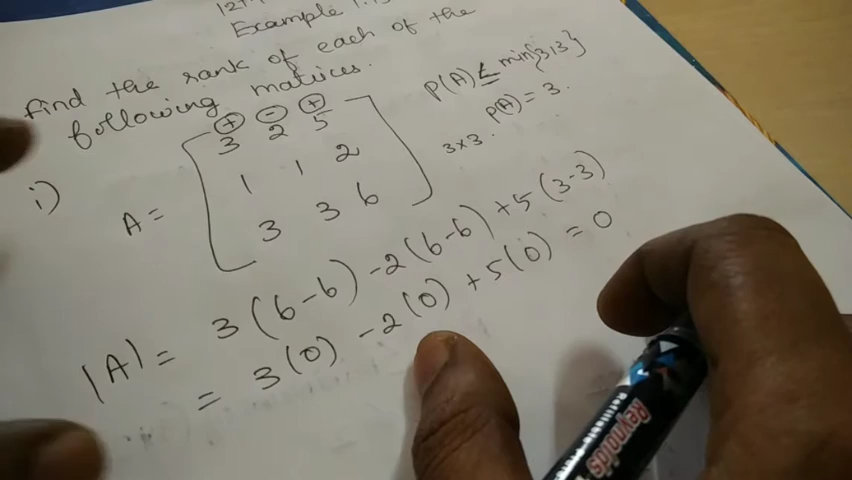 Example 1.
Find the rank of each of the
following matrices.
ρ(A) ≤ min{3,3}
ρ(A) = 3.
3×3.
+ - +
i) A = [3 2 5
1 1 2
3 3 6]
|A| = 3(6-6) -2(6-6) +5(3-3)
= 3(0) -2(0) +5(0) = 0
Reynolds